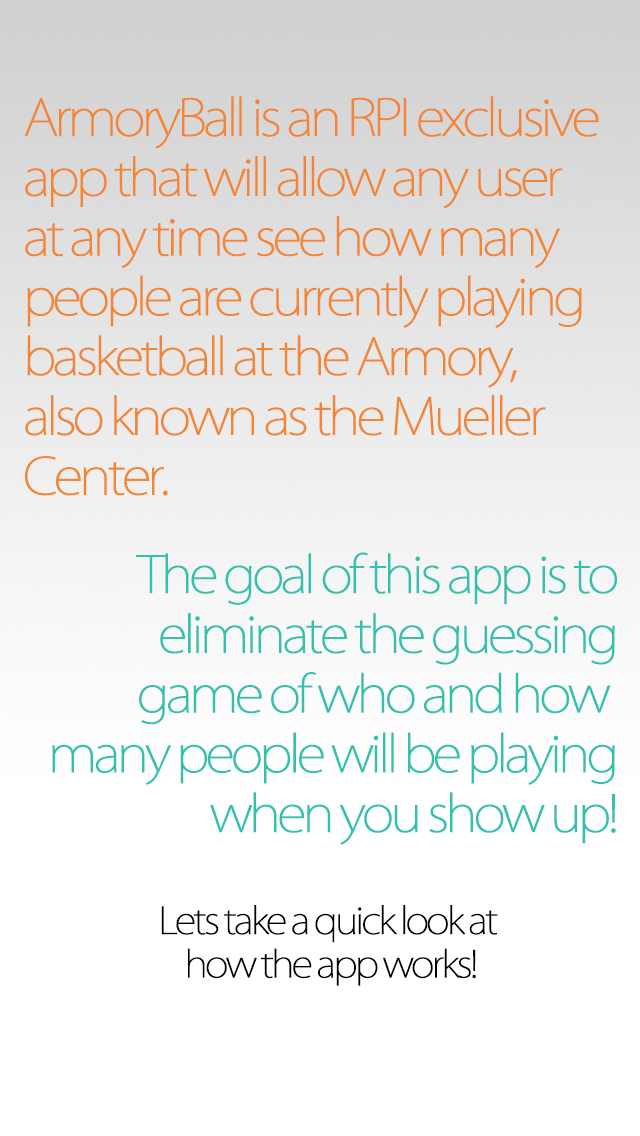 ArmoryBall is an RPI exclusive
app that will allow any user
at any time see how many
people are currently playing
basketball at the Armory,
also known as the Mueller
Center.
The goal of this app is to
eliminate the guessing
game of who and how
many people will be playing
when you show up!
Lets take a quick look at
how the app works!